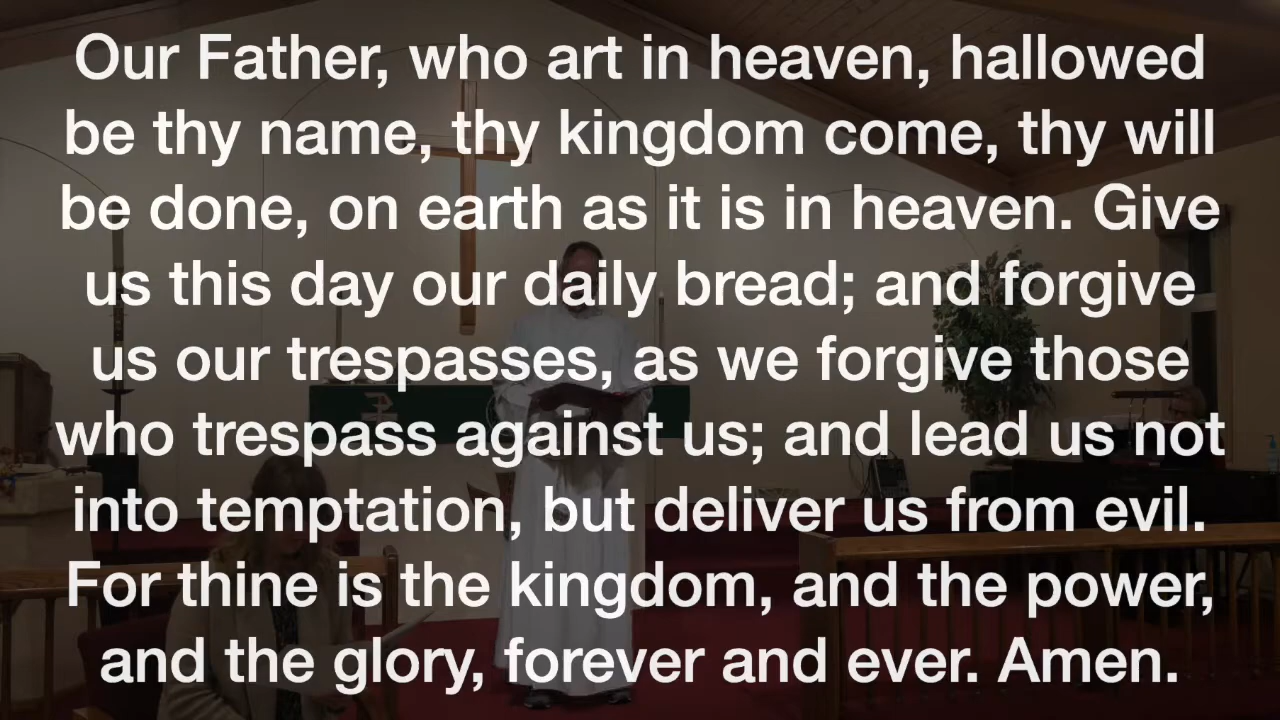 Our Father, who art in heaven, hallowed
be thy name, thy kingdom come, thy will
be done, on earth as it is in heaven. Give
us this day our daily bread; and forgive
us our trespasses, as we forgive those
who trespass against us; and lead us not
into temptation, but deliver us from evil.
For thine is the kingdom, and the power,
and the glory, forever and ever. Amen.